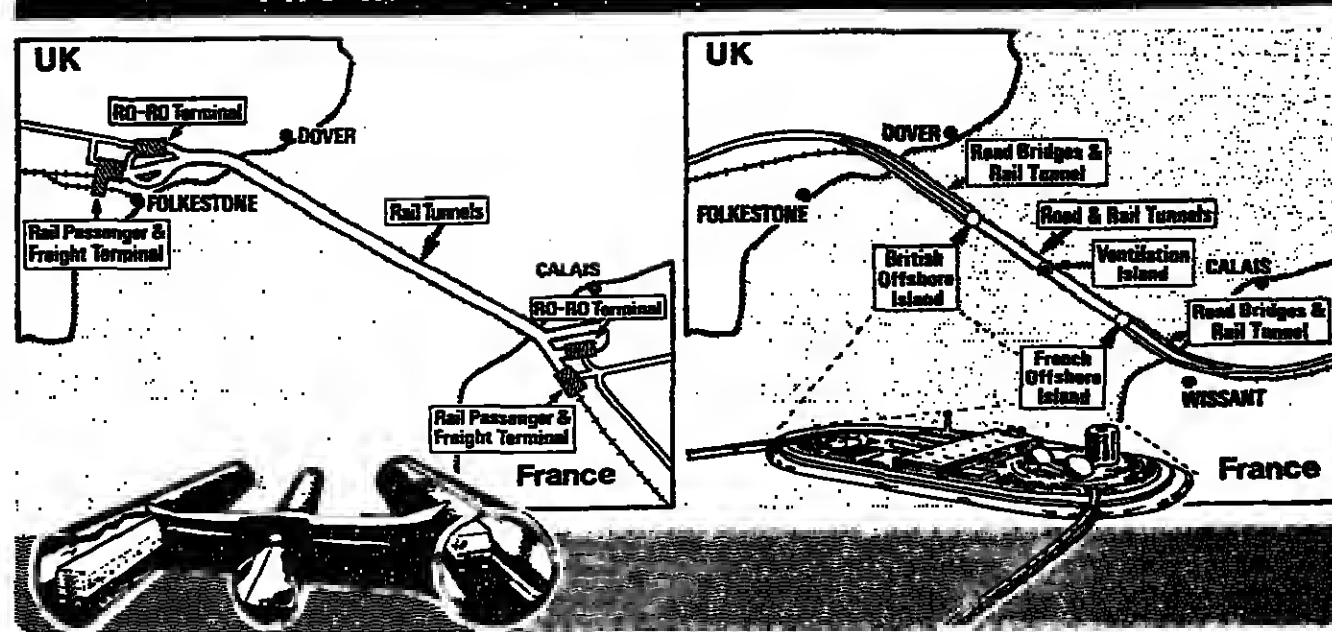 UK
RO-RO Terminal
DOVER
FOLKESTONE
Rail Passenger &
Freight Terminal
Rail Tunnels
CALAIS
RO-RO Terminal
Rail Passenger &
Freight Terminal
France
UK
DOVER
Road Bridges &
Rail Tunnel
FOLKESTONE
Road & Rail Tunnels
British
Offshore
Island
Ventilation
Island
CALAIS
Road Bridges &
Rail Tunnel
French
Offshore
Island
WISSANT
France